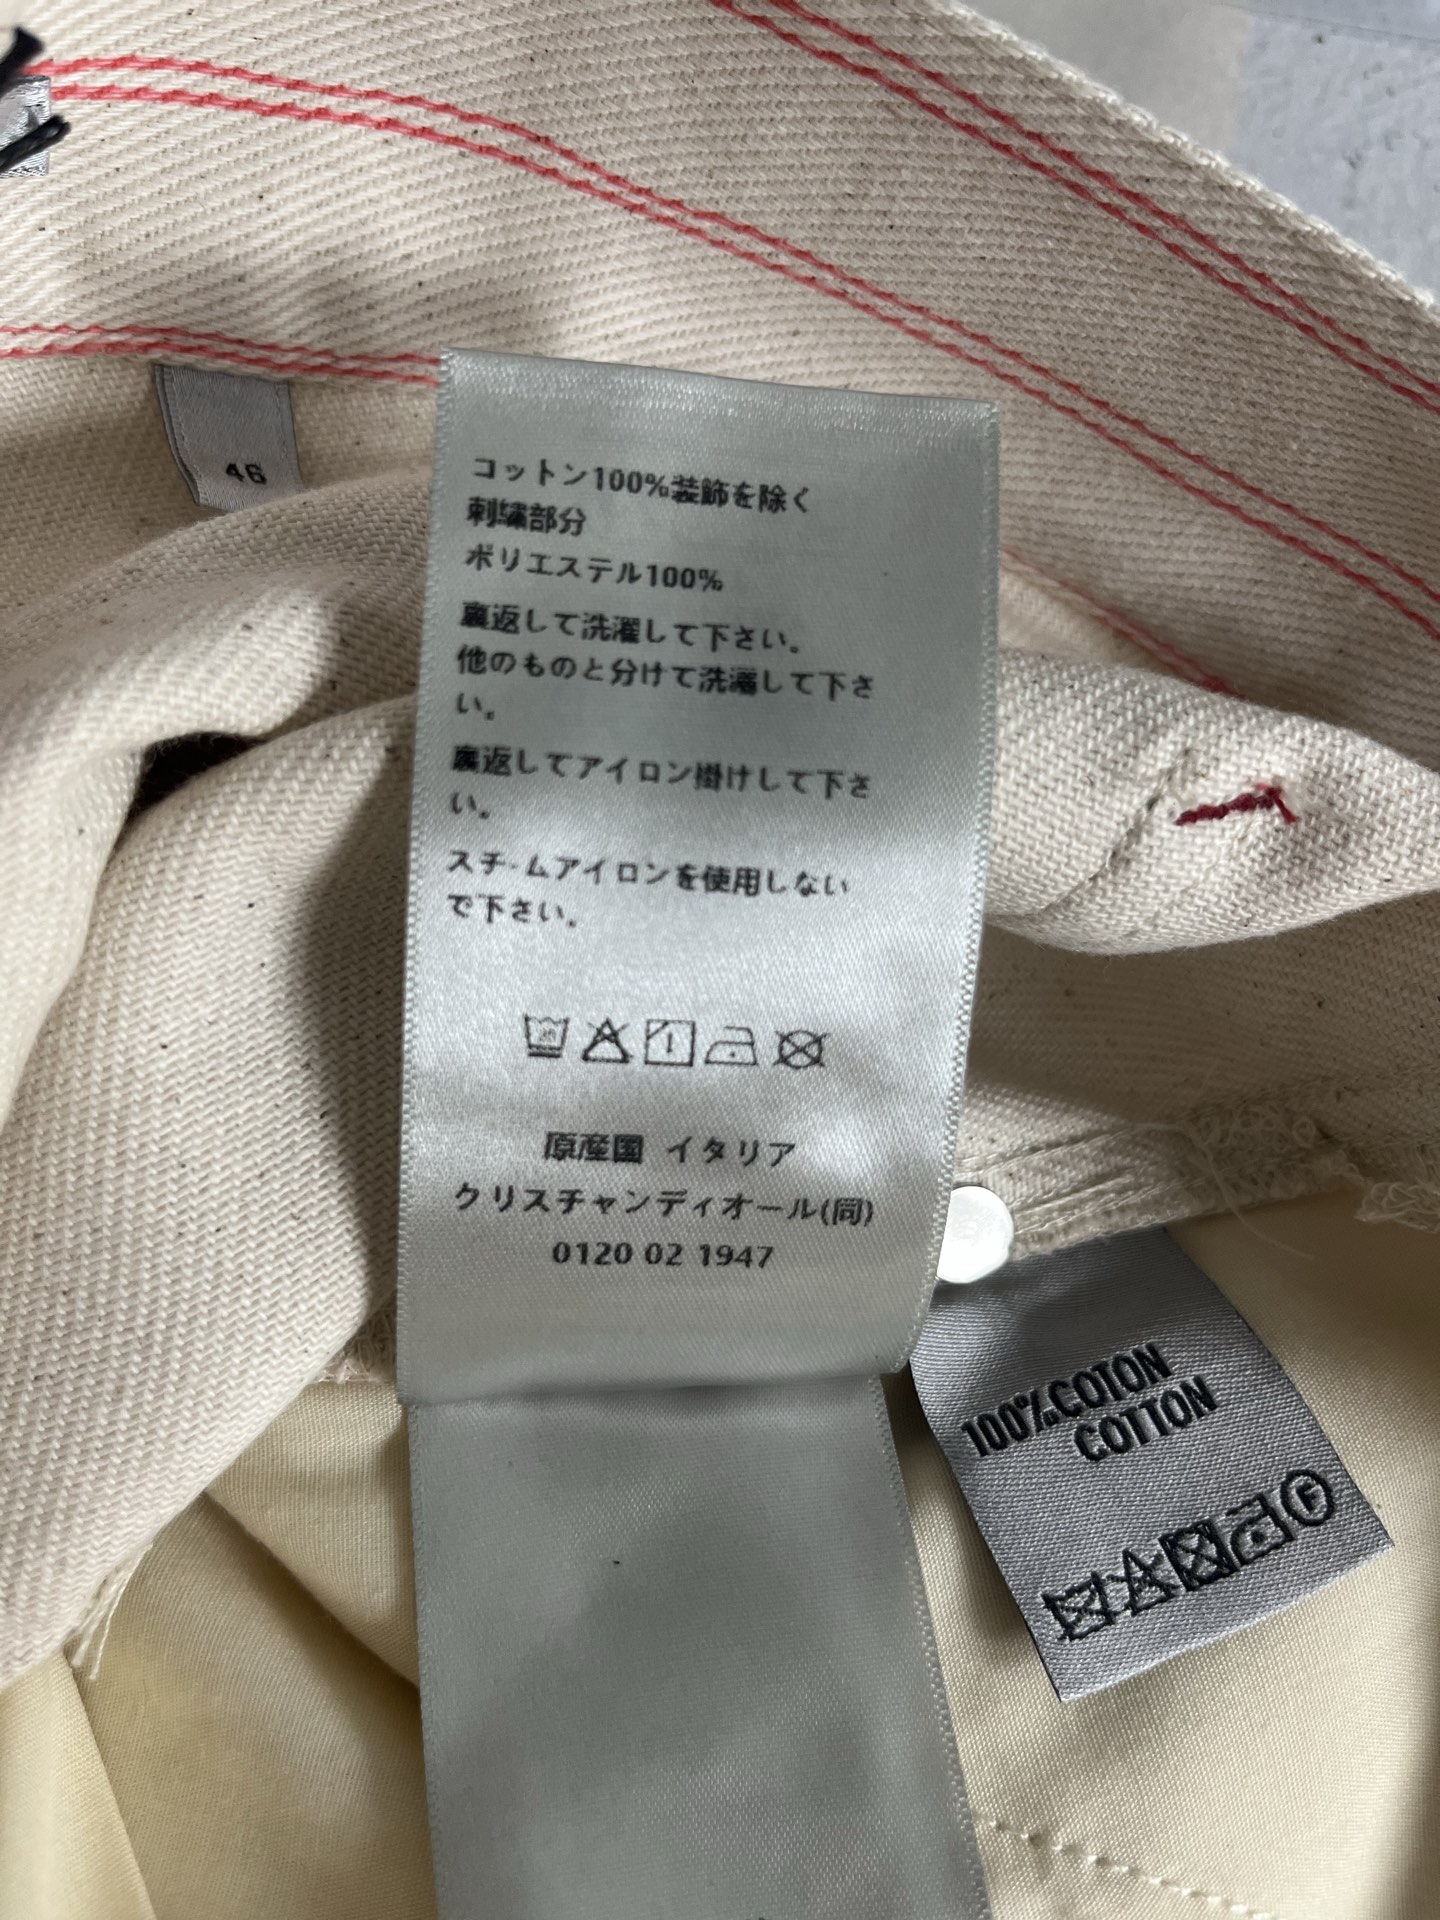 46
コットン100%装飾を除く
刺繍部分
ポリエステル100%
裏返して洗濯して下さい。
他のものと分けて洗濯して下さ
い。
裏返してアイロン掛けして下さ
い。
スチ-ムアイロンを使用しない
で下さい。
原産国 イタリア
クリスチャンディオール(同)
0120 02 1947
100%COTON
COTTON
F